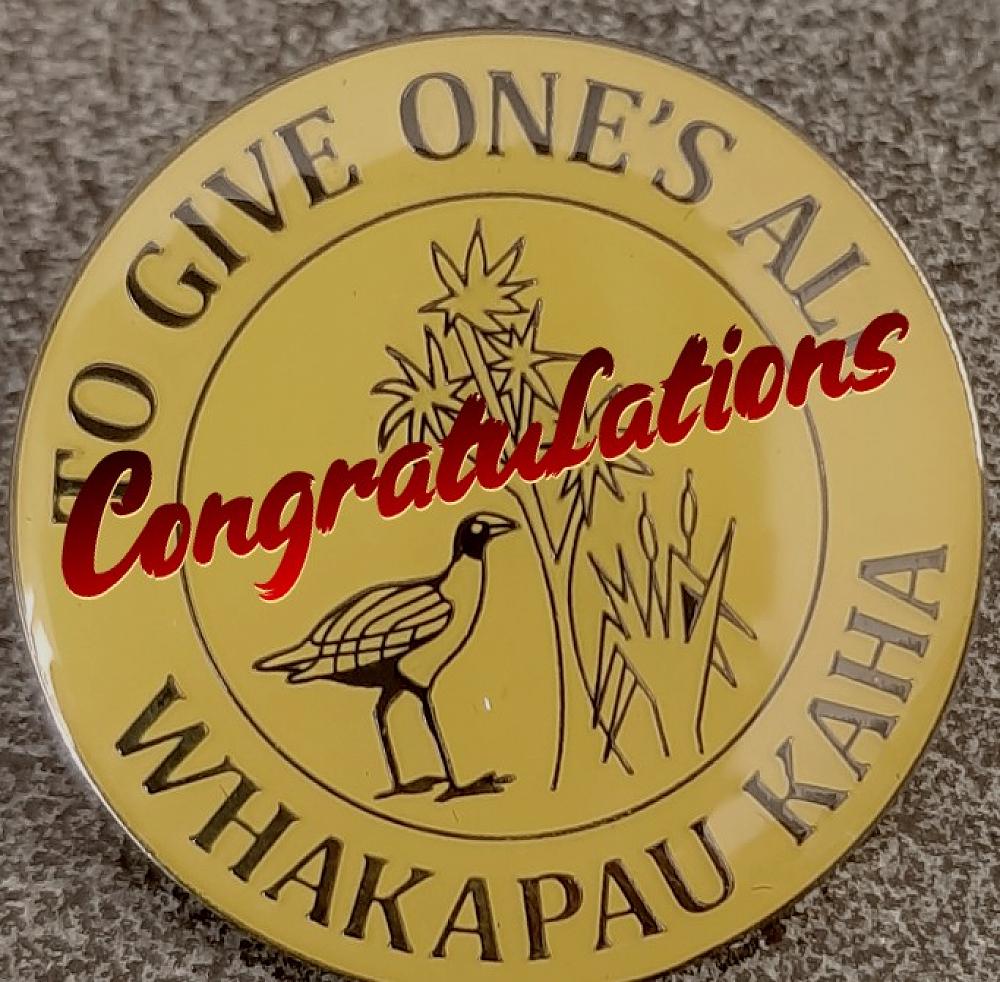 TO GIVE ONE'S ALL
Congratulations
WHAKAPAU KAHA